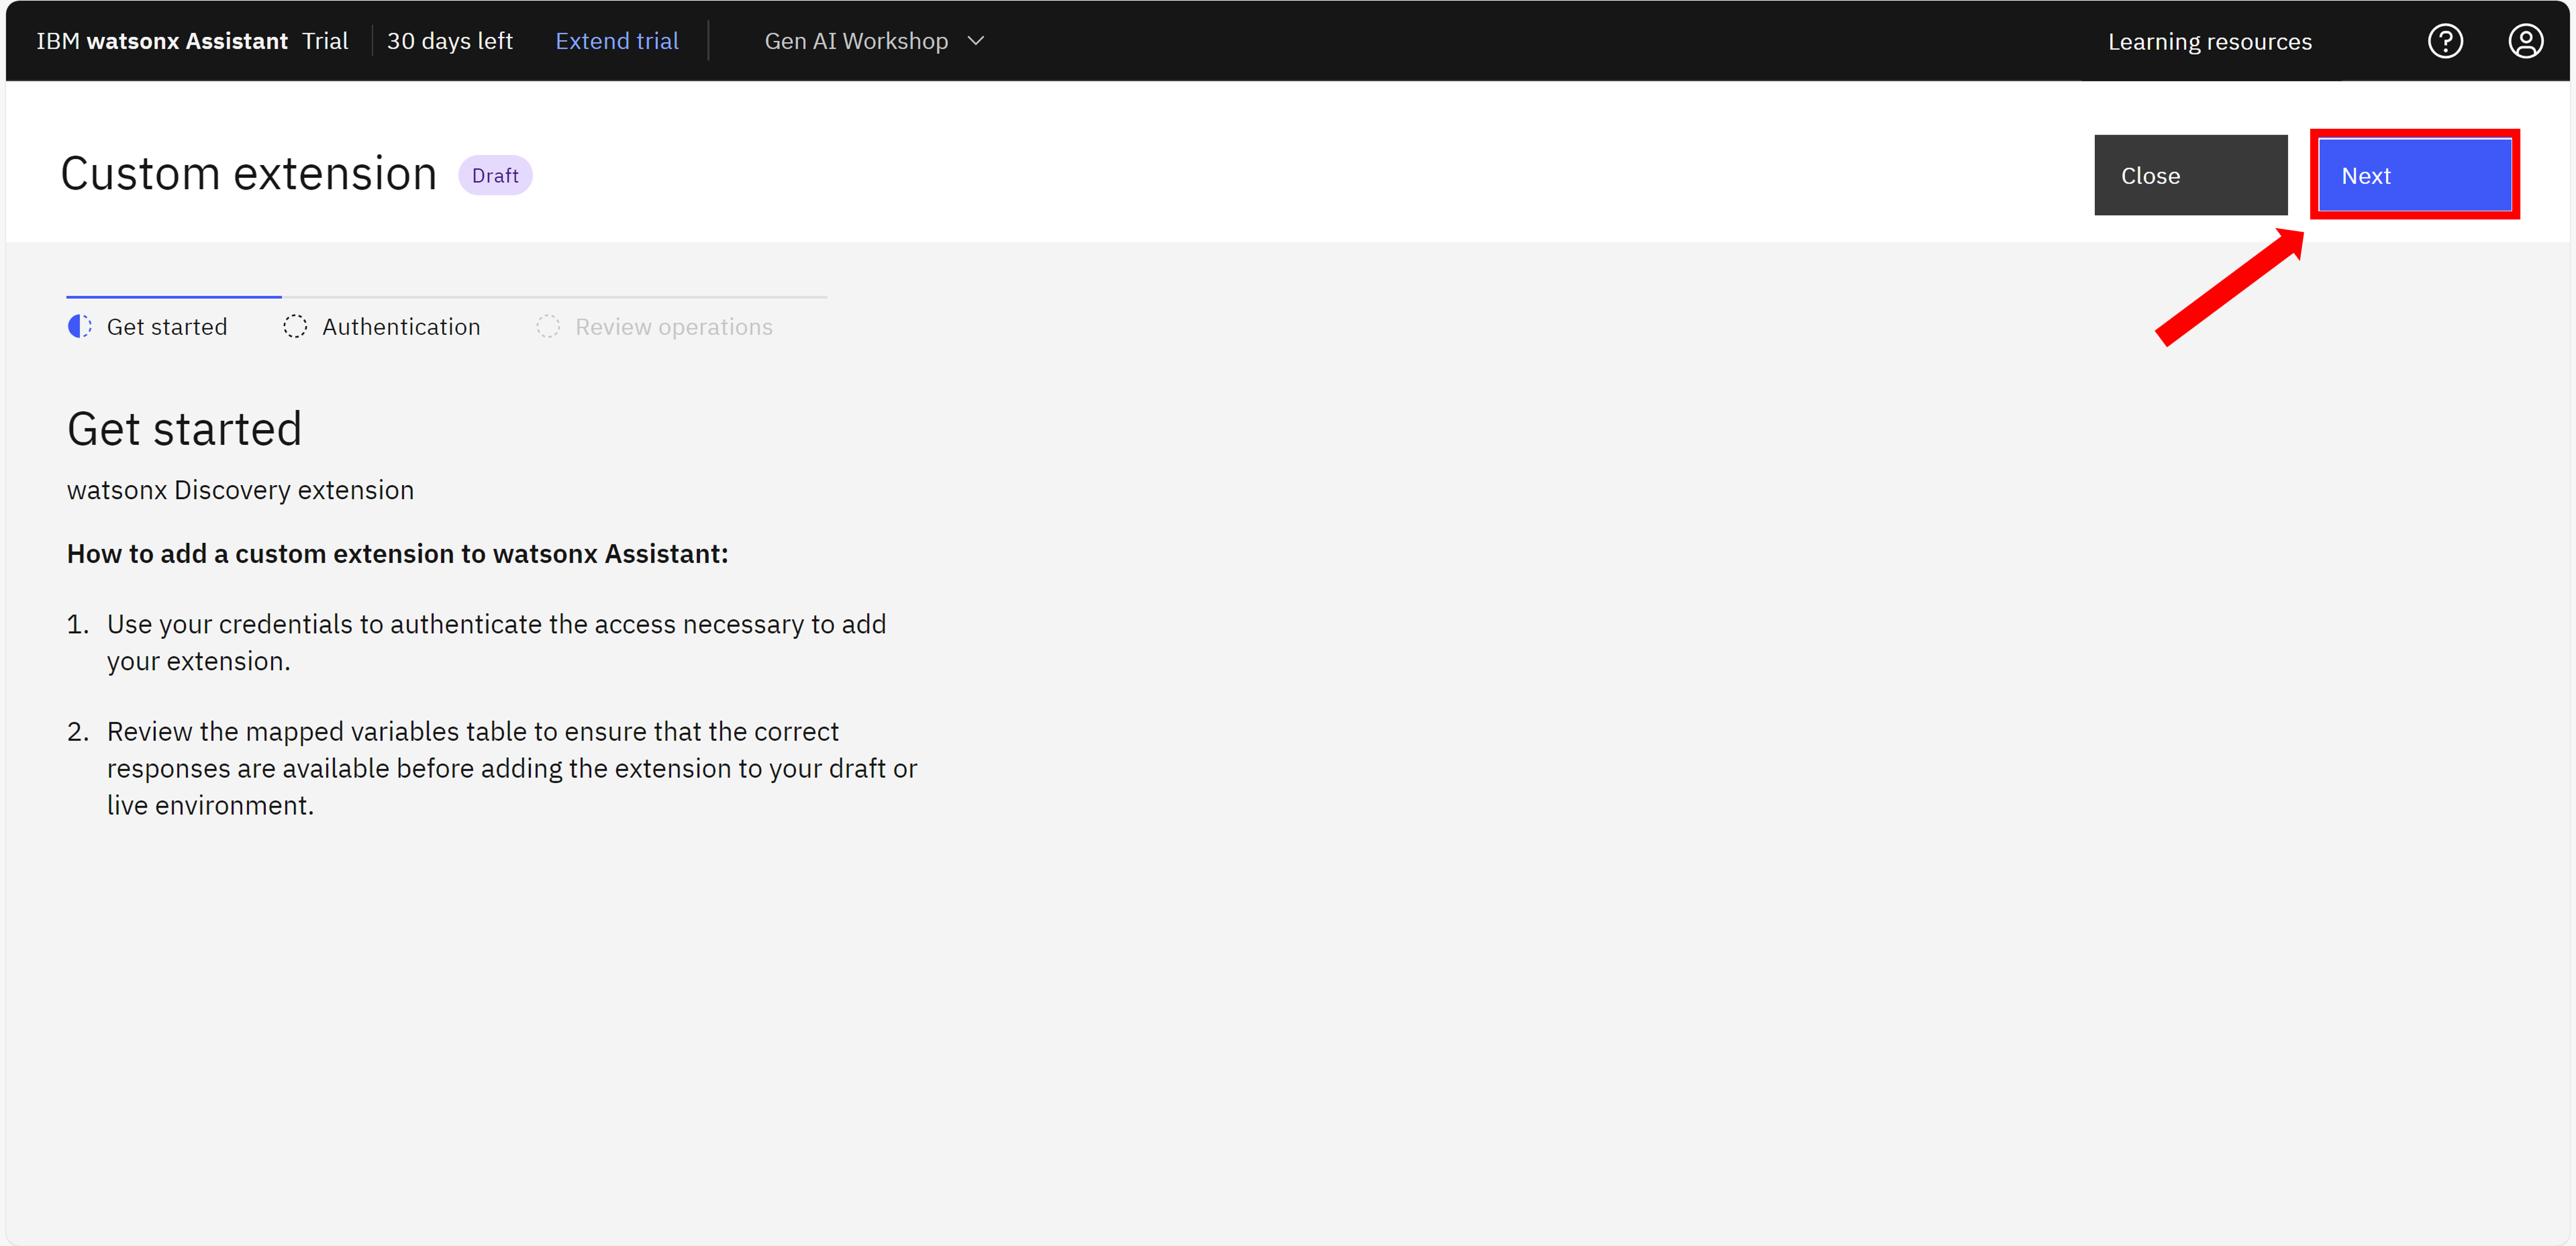 IBM watsonx Assistant Trial 30 days left Extend trial Gen AI Workshop Learning resources
Custom extension Draft Close Next
Get started Authentication Review operations
Get started
watsonx Discovery extension
How to add a custom extension to watsonx Assistant:
1. Use your credentials to authenticate the access necessary to add
your extension.
2. Review the mapped variables table to ensure that the correct
responses are available before adding the extension to your draft or
live environment.